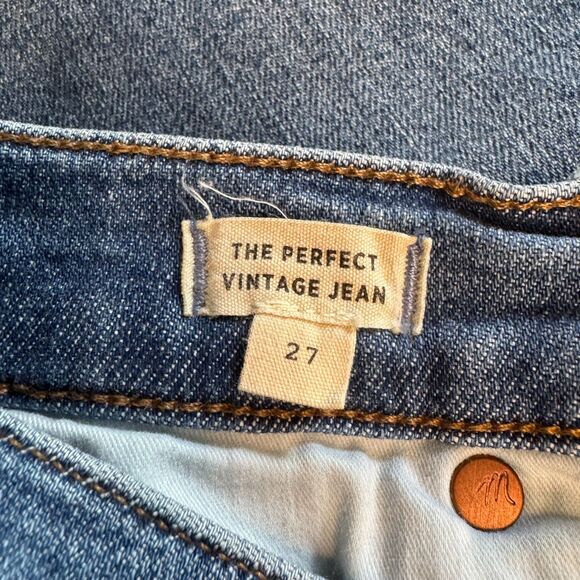 THE PERFECT
VINTAGE JEAN
27
m